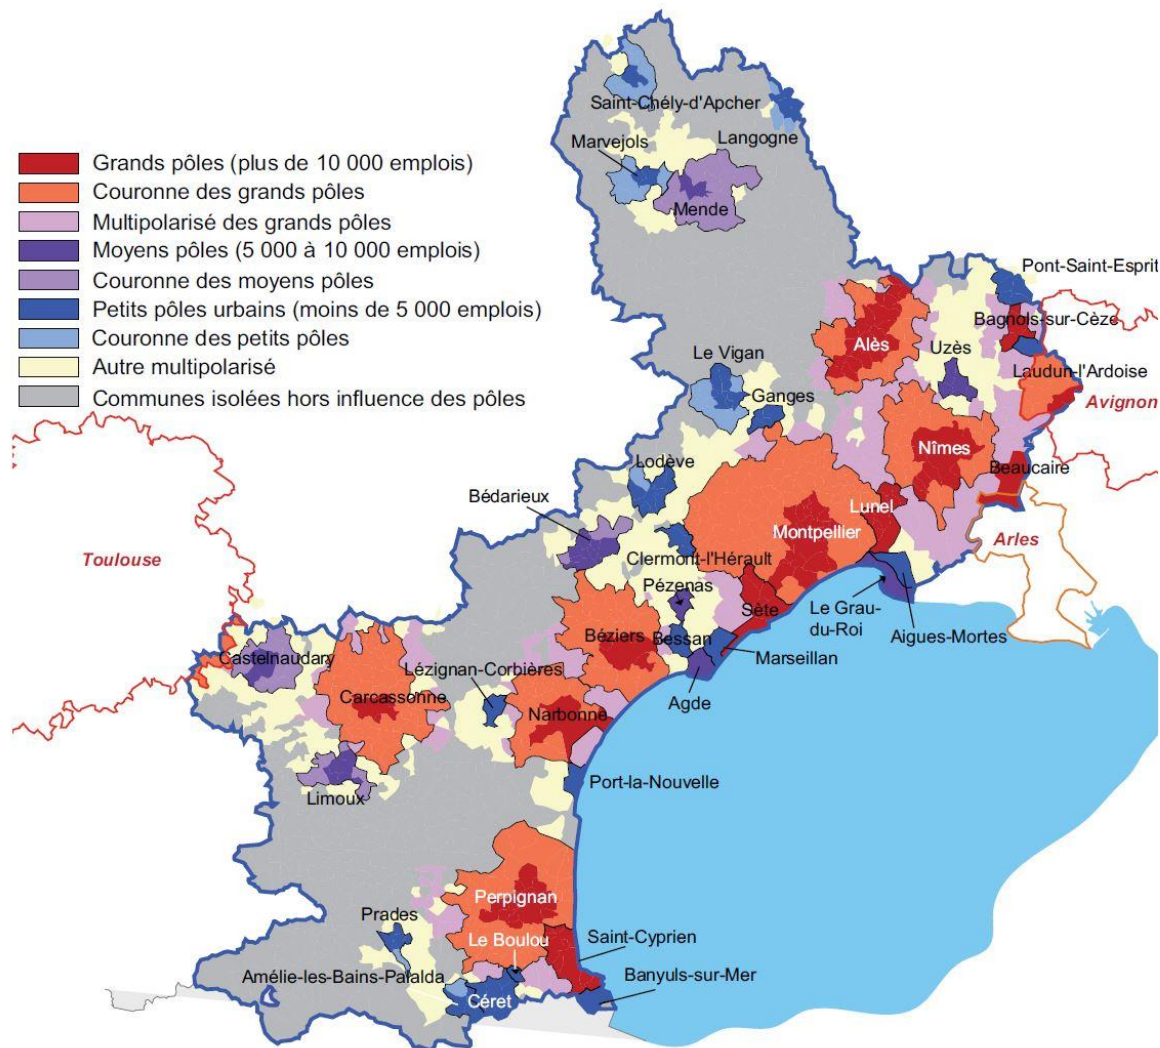 Saint-Chély-d'Apcher
Marvejols
Langogne
Mende
Grands pôles (plus de 10 000 emplois)
Couronne des grands pôles
Multipolarisé des grands pôles
Moyens pôles (5 000 à 10 000 emplois)
Couronne des moyens pôles
Petits pôles urbains (moins de 5 000 emplois)
Couronne des petits pôles
Autre multipolarisé
Communes isolées hors influence des pôles
Pont-Saint-Esprit
Bagnols-sur-Cèze
Alès
Uzès
Le Vigan
Laudun-l'Ardoise
Ganges
Avignon
Nîmes
Lodève
Beaucaire
Bédarieux
Lunel
Montpellier
Arles
Toulouse
Clermont-l'Hérault
Pézenas
Le Grau-
du-Roi
Sète
Béziers
Bessan
Aigues-Mortes
Castelnaudary
Marseillan
Lézignan-Corbières
Carcassonne
Agde
Narbonne
Port-la-Nouvelle
Limoux
Perpignan
Prades
Le Boulou
Saint-Cyprien
Amélie-les-Bains-Palalda
Banyuls-sur-Mer
Céret